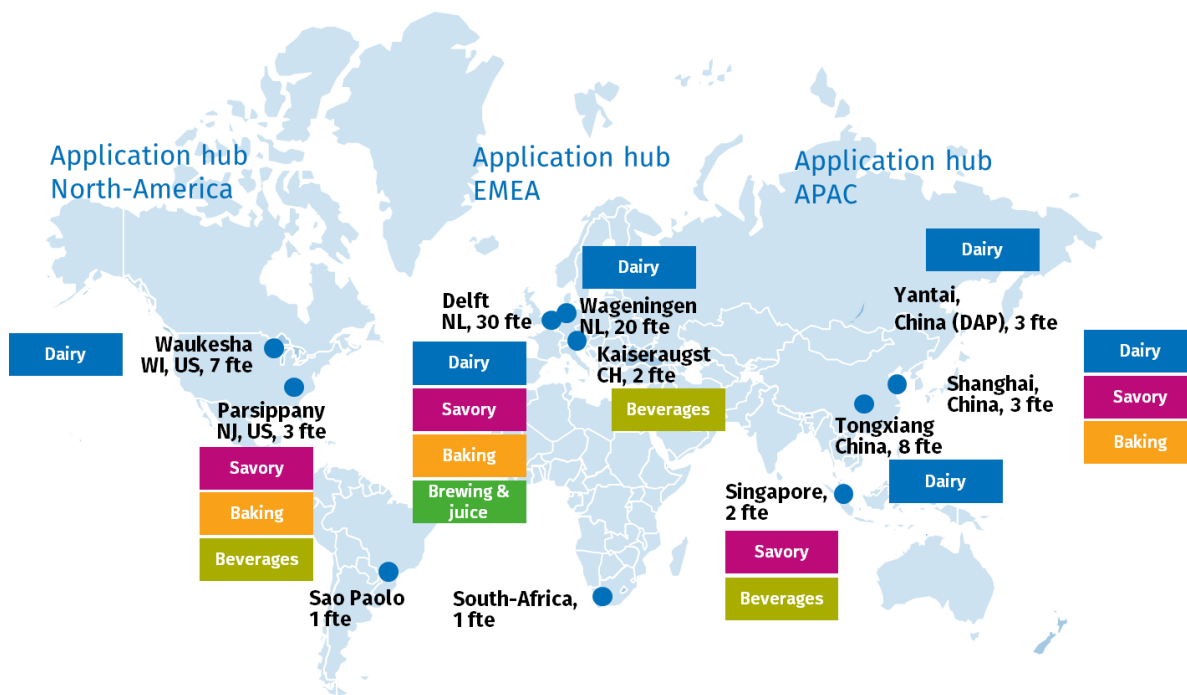 Application hub
North-America
Application hub
EMEA
Application hub
APAC
Dairy
Waukesha
WI, US, 7 fte
Parsippany
NJ, US, 3 fte
Savory
Baking
Beverages
Sao Paolo
1 fte
Delft
NL, 30 fte
Dairy
Savory
Baking
Brewing &
juice
Dairy
Wageningen
NL, 20 fte
Kaiseraugst
CH, 2 fte
Beverages
South-Africa,
1 fte
Dairy
Yantai,
China (DAP), 3 fte
Shanghai,
China, 3 fte
Dairy
Savory
Baking
Tongxiang
China, 8 fte
Dairy
Singapore,
2 fte
Savory
Beverages